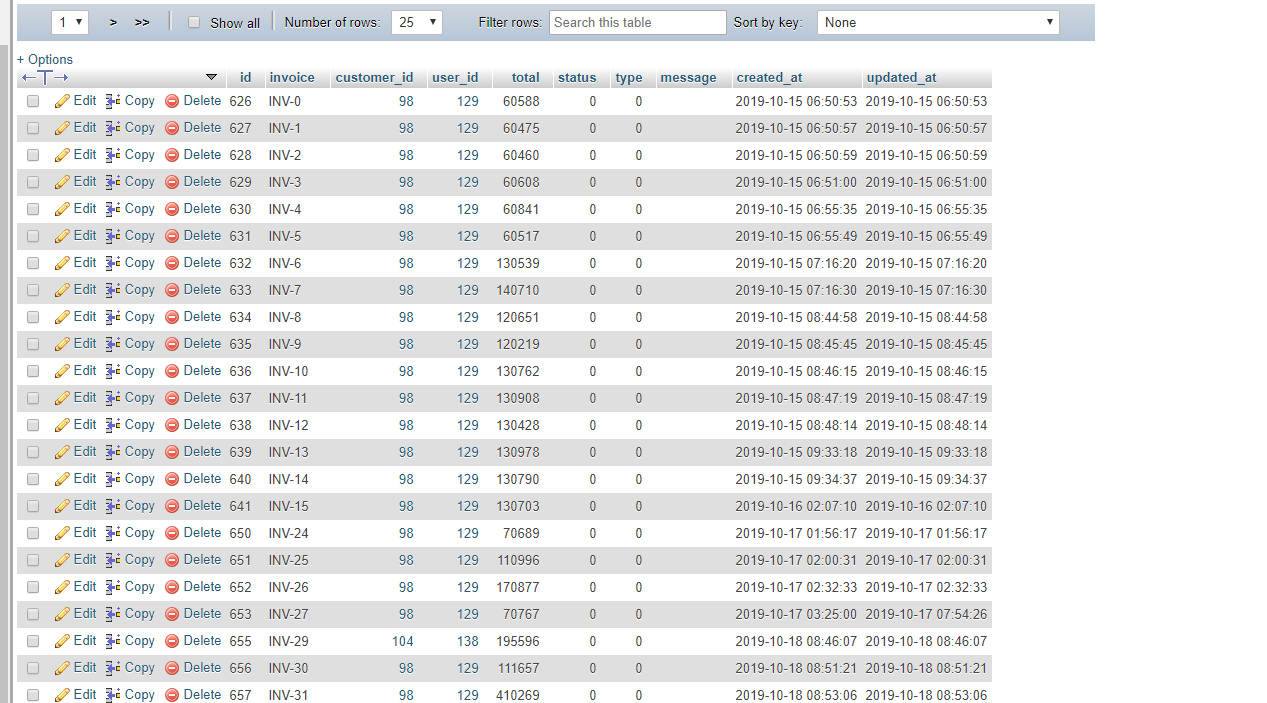 1 > >> Show all Number of rows: 25 Filter rows: Search this table Sort by key: None
+ Options
id invoice customer_id user_id total status type message created_at updated_at
Edit Copy Delete 626 INV-0 98 129 60588 0 0 2019-10-15 06:50:53 2019-10-15 06:50:53
Edit Copy Delete 627 INV-1 98 129 60475 0 0 2019-10-15 06:50:57 2019-10-15 06:50:57
Edit Copy Delete 628 INV-2 98 129 60460 0 0 2019-10-15 06:50:59 2019-10-15 06:50:59
Edit Copy Delete 629 INV-3 98 129 60608 0 0 2019-10-15 06:51:00 2019-10-15 06:51:00
Edit Copy Delete 630 INV-4 98 129 60841 0 0 2019-10-15 06:55:35 2019-10-15 06:55:35
Edit Copy Delete 631 INV-5 98 129 60517 0 0 2019-10-15 06:55:49 2019-10-15 06:55:49
Edit Copy Delete 632 INV-6 98 129 130539 0 0 2019-10-15 07:16:20 2019-10-15 07:16:20
Edit Copy Delete 633 INV-7 98 129 140710 0 0 2019-10-15 07:16:30 2019-10-15 07:16:30
Edit Copy Delete 634 INV-8 98 129 120651 0 0 2019-10-15 08:44:58 2019-10-15 08:44:58
Edit Copy Delete 635 INV-9 98 129 120219 0 0 2019-10-15 08:45:45 2019-10-15 08:45:45
Edit Copy Delete 636 INV-10 98 129 130762 0 0 2019-10-15 08:46:15 2019-10-15 08:46:15
Edit Copy Delete 637 INV-11 98 129 130908 0 0 2019-10-15 08:47:19 2019-10-15 08:47:19
Edit Copy Delete 638 INV-12 98 129 130428 0 0 2019-10-15 08:48:14 2019-10-15 08:48:14
Edit Copy Delete 639 INV-13 98 129 130978 0 0 2019-10-15 09:33:18 2019-10-15 09:33:18
Edit Copy Delete 640 INV-14 98 129 130790 0 0 2019-10-15 09:34:37 2019-10-15 09:34:37
Edit Copy Delete 641 INV-15 98 129 130703 0 0 2019-10-16 02:07:10 2019-10-16 02:07:10
Edit Copy Delete 650 INV-24 98 129 70689 0 0 2019-10-17 01:56:17 2019-10-17 01:56:17
Edit Copy Delete 651 INV-25 98 129 110996 0 0 2019-10-17 02:00:31 2019-10-17 02:00:31
Edit Copy Delete 652 INV-26 98 129 170877 0 0 2019-10-17 02:32:33 2019-10-17 02:32:33
Edit Copy Delete 653 INV-27 98 129 70767 0 0 2019-10-17 03:25:00 2019-10-17 07:54:26
Edit Copy Delete 655 INV-29 104 138 195596 0 0 2019-10-18 08:46:07 2019-10-18 08:46:07
Edit Copy Delete 656 INV-30 98 129 111657 0 0 2019-10-18 08:51:21 2019-10-18 08:51:21
Edit Copy Delete 657 INV-31 98 129 410269 0 0 2019-10-18 08:53:06 2019-10-18 08:53:06